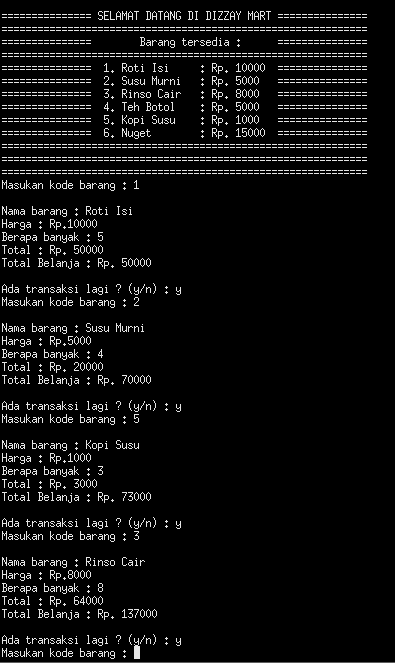 ================ SELAMAT DATANG DI DIZZAY MART ================
=================================================================
================        Barang tersedia :        ================
=================================================================
================  1. Roti Isi     : Rp. 10000  ================
================  2. Susu Murni   : Rp. 5000   ================
================  3. Rinso Cair   : Rp. 8000   ================
================  4. Teh Botol    : Rp. 5000   ================
================  5. Kopi Susu    : Rp. 1000   ================
================  6. Nuget        : Rp. 15000  ================
=================================================================
=================================================================
=================================================================
Masukan kode barang : 1
Nama barang : Roti Isi
Harga : Rp.10000
Berapa banyak : 5
Total : Rp. 50000
Total Belanja : Rp. 50000
Ada transaksi lagi ? (y/n) : y
Masukan kode barang : 2
Nama barang : Susu Murni
Harga : Rp.5000
Berapa banyak : 4
Total : Rp. 20000
Total Belanja : Rp. 70000
Ada transaksi lagi ? (y/n) : y
Masukan kode barang : 5
Nama barang : Kopi Susu
Harga : Rp.1000
Berapa banyak : 3
Total : Rp. 3000
Total Belanja : Rp. 73000
Ada transaksi lagi ? (y/n) : y
Masukan kode barang : 3
Nama barang : Rinso Cair
Harga : Rp.8000
Berapa banyak : 8
Total : Rp. 64000
Total Belanja : Rp. 137000
Ada transaksi lagi ? (y/n) : y
Masukan kode barang :